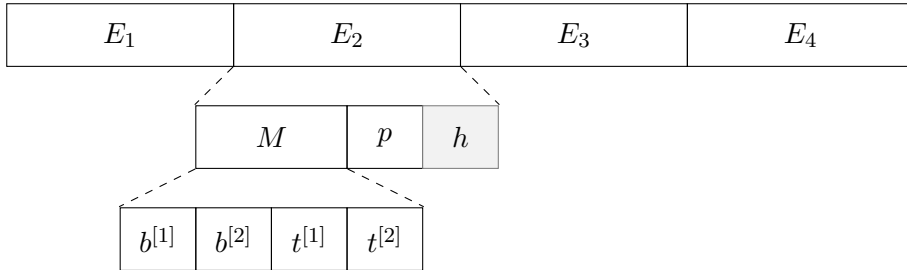 E₁ E₂ E₃ E₄
M p h
b^[1] b^[2] t^[1] t^[2]